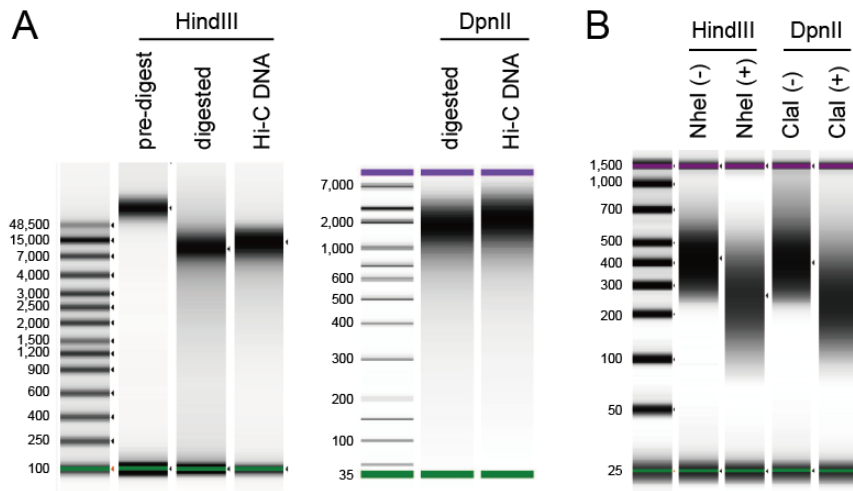 A
HindIII
pre-digest
digested
Hi-C DNA
48,500
15,000
7,000
4,000
3,000
2,500
2,000
1,500
1,200
900
600
400
250
100
DpnII
digested
Hi-C DNA
7,000
2,000
1,000
600
500
400
300
200
100
35
B
HindIII
DpnII
NheI (-)
NheI (+)
ClaI (-)
ClaI (+)
1,500
1,000
700
500
400
300
200
100
50
25